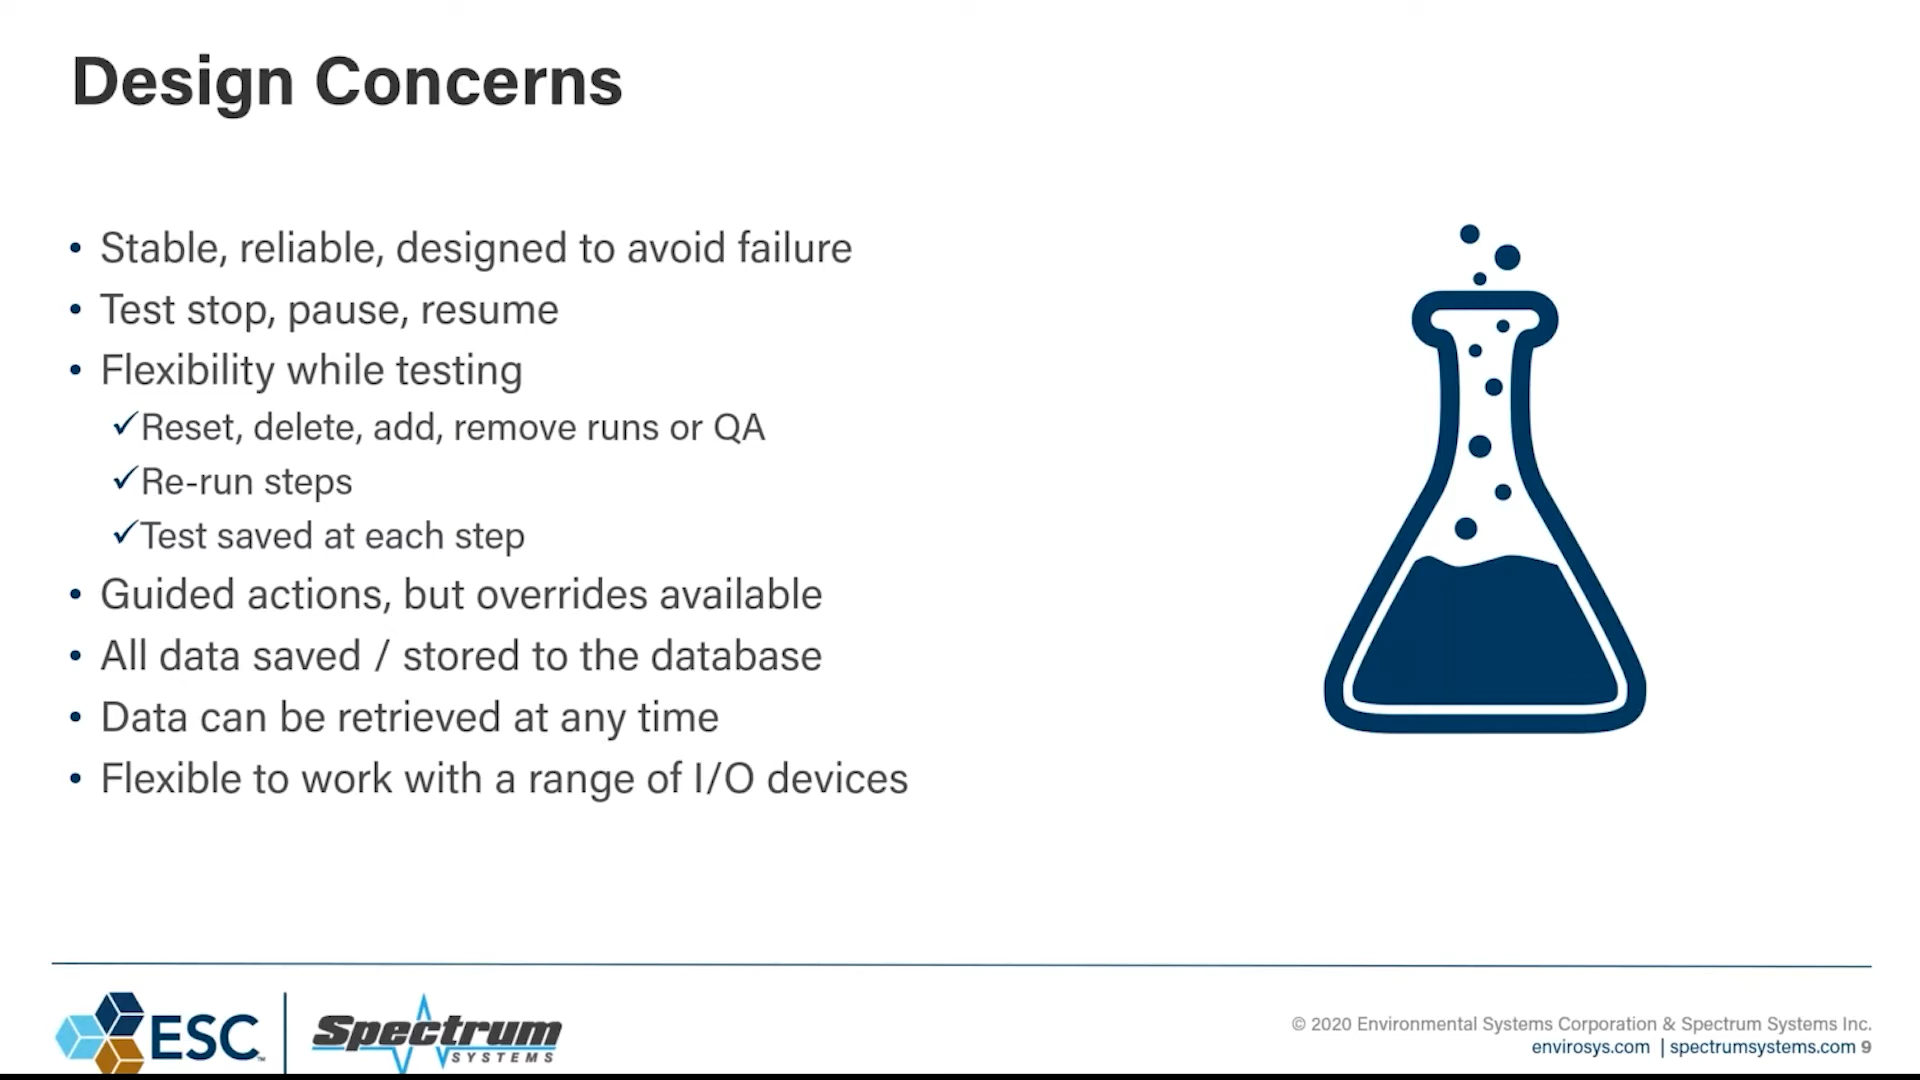 Design Concerns
• Stable, reliable, designed to avoid failure
• Test stop, pause, resume
• Flexibility while testing
✓Reset, delete, add, remove runs or QA
✓Re-run steps
✓Test saved at each step
• Guided actions, but overrides available
• All data saved / stored to the database
• Data can be retrieved at any time
• Flexible to work with a range of I/O devices
ESC™
Spectrum
SYSTEMS
© 2020 Environmental Systems Corporation & Spectrum Systems Inc.
envirosys.com | spectrumsystems.com 9